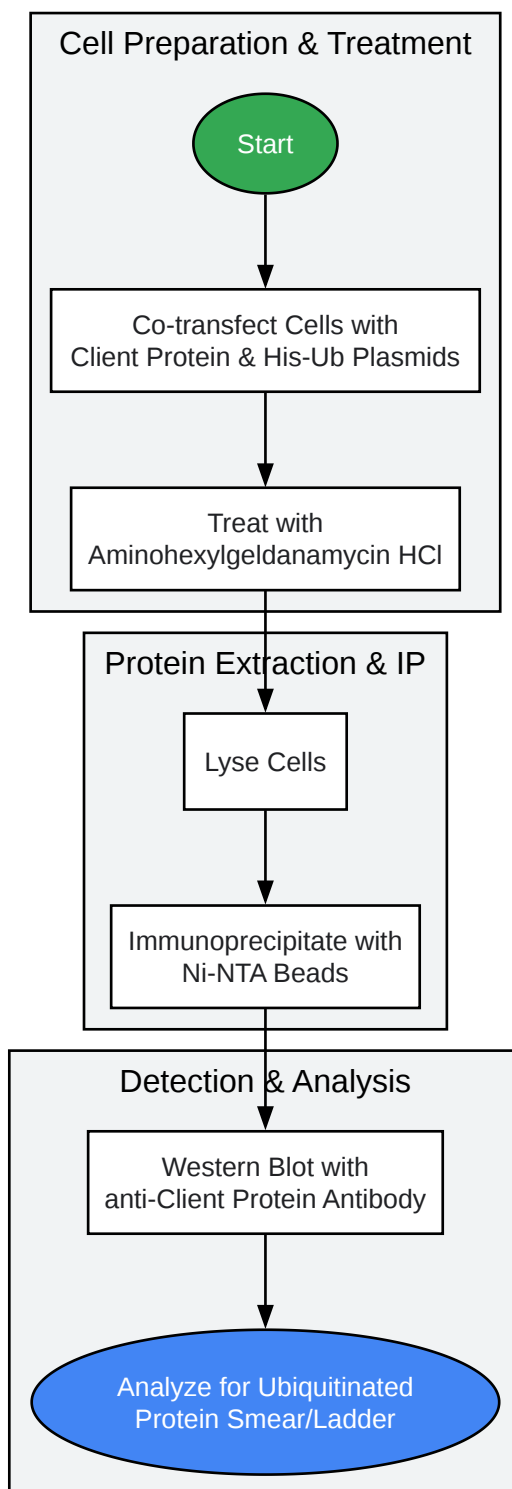 Cell Preparation & Treatment
Start
Co-transfect Cells with
Client Protein & His-Ub Plasmids
Treat with
Aminohexylgeldanamycin HCl
Protein Extraction & IP
Lyse Cells
Immunoprecipitate with
Ni-NTA Beads
Detection & Analysis
Western Blot with
anti-Client Protein Antibody
Analyze for Ubiquitinated
Protein Smear/Ladder